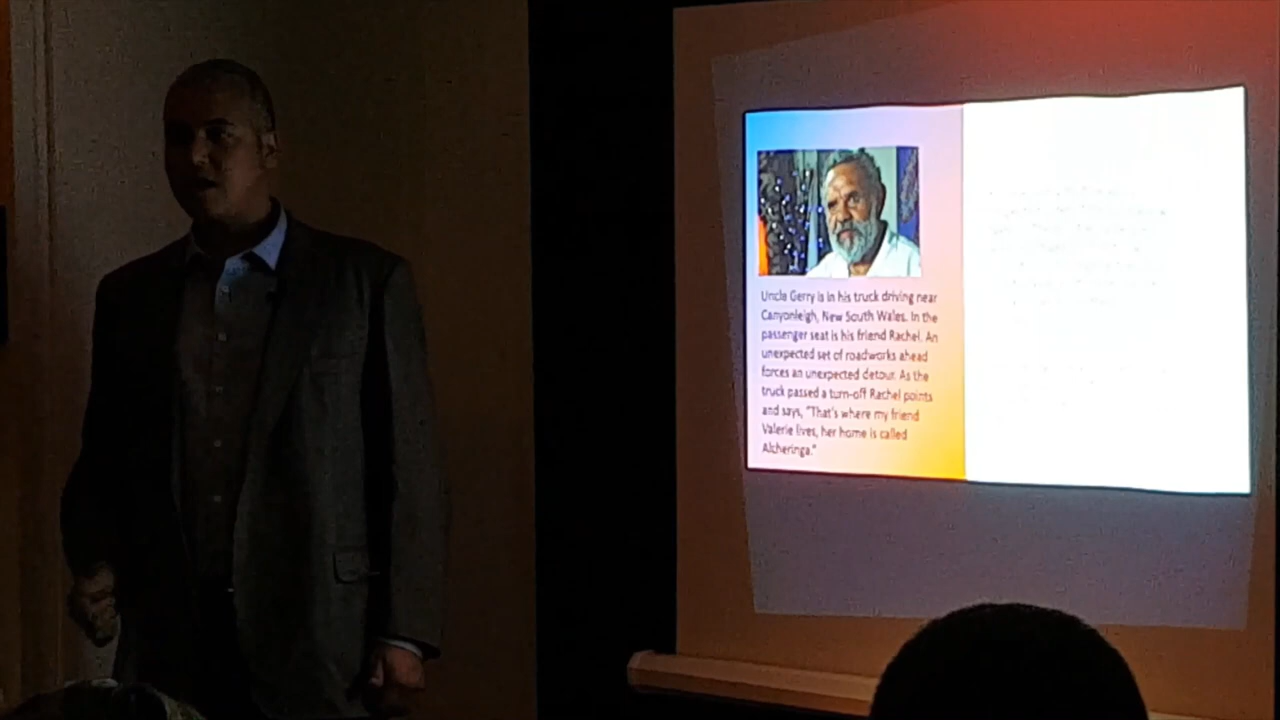 Uncle Gerry is in his truck driving near
Canyonleigh, New South Wales. In the
passenger seat is his friend Rachel. An
unexpected set of roadworks ahead
forces an unexpected detour. As the
truck passed a turn-off Rachel points
and says, "That's where my friend
Valerie lives, her home is called
Alcheringa."